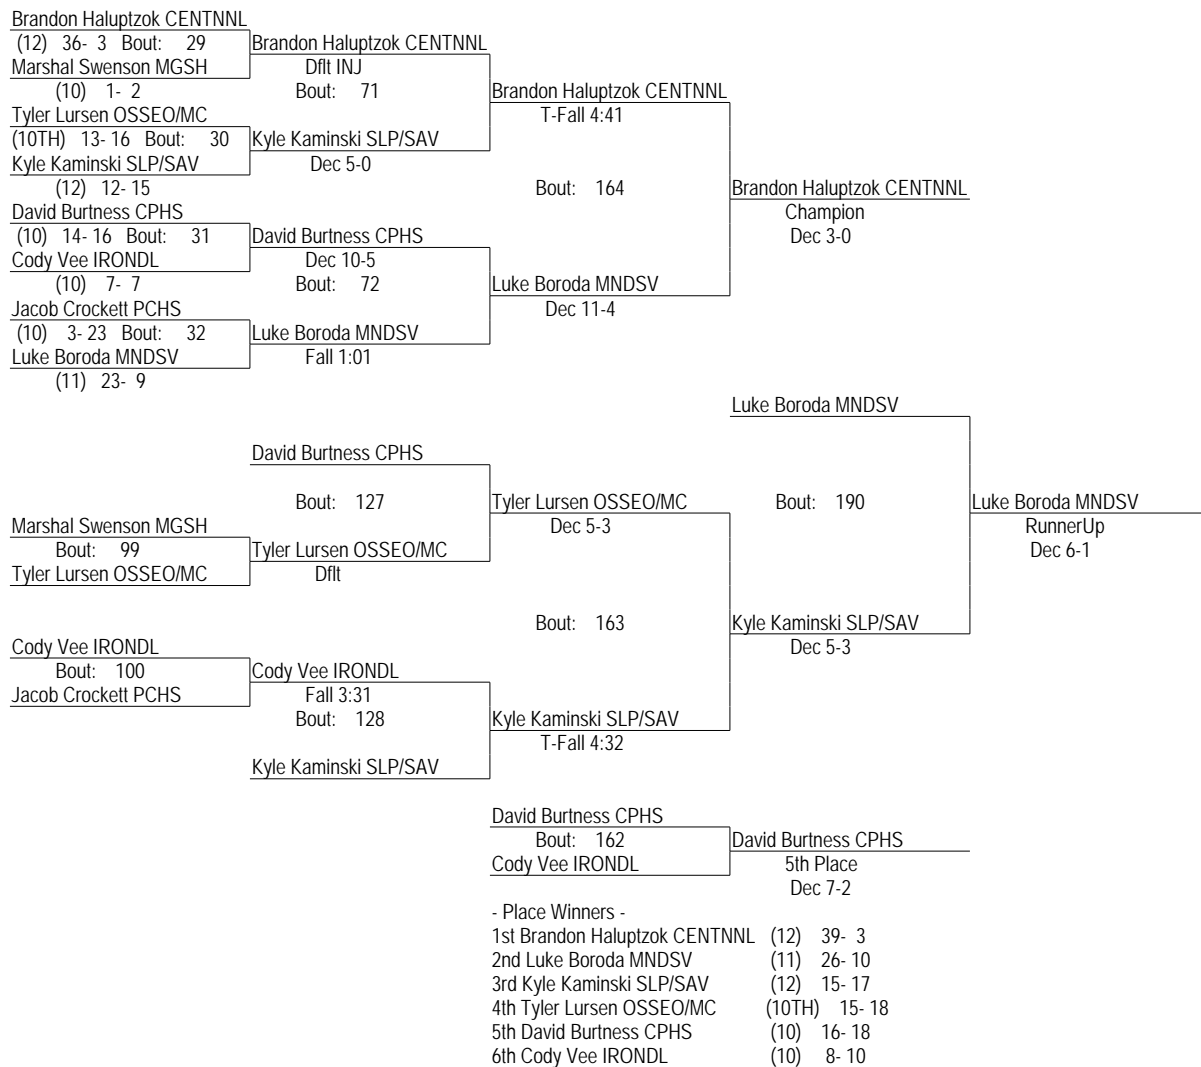 Brandon Haluptzok CENTNNL
(12) 36- 3 Bout: 29
Marshal Swenson MGSH
(10) 1- 2
Tyler Lursen OSSEO/MC
(10TH) 13- 16 Bout: 30
Kyle Kaminski SLP/SAV
(12) 12- 15
David Burtness CPHS
(10) 14- 16 Bout: 31
Cody Vee IRONDL
(10) 7- 7
Jacob Crockett PCHS
(10) 3- 23 Bout: 32
Luke Boroda MNDSV
(11) 23- 9
Brandon Haluptzok CENTNNL
Dflt INJ
Bout: 71
Kyle Kaminski SLP/SAV
Dec 5-0
David Burtness CPHS
Dec 10-5
Bout: 72
Luke Boroda MNDSV
Fall 1:01
Brandon Haluptzok CENTNNL
T-Fall 4:41
Bout: 164
Luke Boroda MNDSV
Dec 11-4
Brandon Haluptzok CENTNNL
Champion
Dec 3-0
Marshal Swenson MGSH
Bout: 99
Tyler Lursen OSSEO/MC
Cody Vee IRONDL
Bout: 100
Jacob Crockett PCHS
David Burtness CPHS
Bout: 127
Tyler Lursen OSSEO/MC
Dflt
Cody Vee IRONDL
Fall 3:31
Bout: 128
Kyle Kaminski SLP/SAV
Tyler Lursen OSSEO/MC
Dec 5-3
Bout: 163
Kyle Kaminski SLP/SAV
T-Fall 4:32
Luke Boroda MNDSV
Bout: 190
Kyle Kaminski SLP/SAV
Dec 5-3
Luke Boroda MNDSV
RunnerUp
Dec 6-1
David Burtness CPHS
Bout: 162
Cody Vee IRONDL
David Burtness CPHS
5th Place
Dec 7-2
- Place Winners -
1st Brandon Haluptzok CENTNNL (12) 39- 3
2nd Luke Boroda MNDSV (11) 26- 10
3rd Kyle Kaminski SLP/SAV (12) 15- 17
4th Tyler Lursen OSSEO/MC (10TH) 15- 18
5th David Burtness CPHS (10) 16- 18
6th Cody Vee IRONDL (10) 8- 10